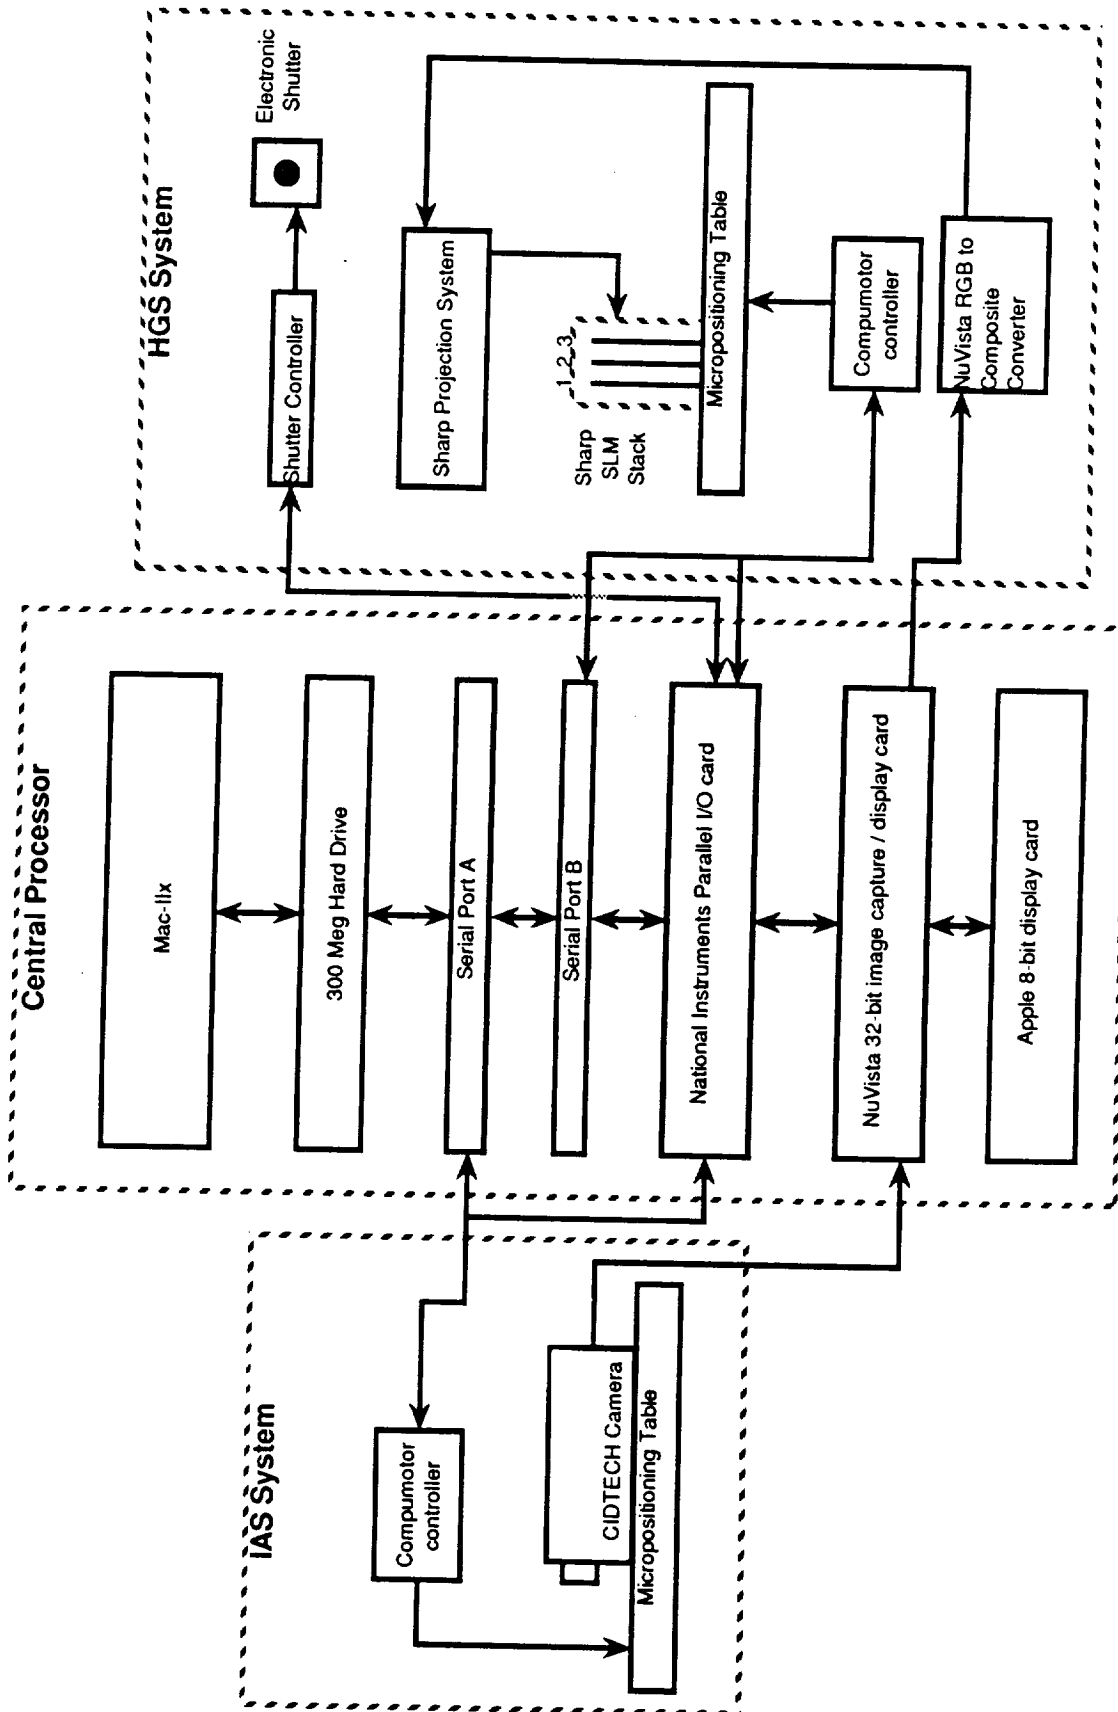 IAS System
Compumotor
controller
CIDTECH Camera
Micropositioning Table
Central Processor
Mac-IIx
300 Meg Hard Drive
Serial Port A
Serial Port B
National Instruments Parallel I/O card
NuVista 32-bit image capture / display card
Apple 8-bit display card
HGS System
Shutter Controller
Electronic
Shutter
Sharp Projection System
1 2 3
Sharp
SLM
Stack
Micropositioning Table
Compumotor
controller
NuVista RGB to
Composite
Converter